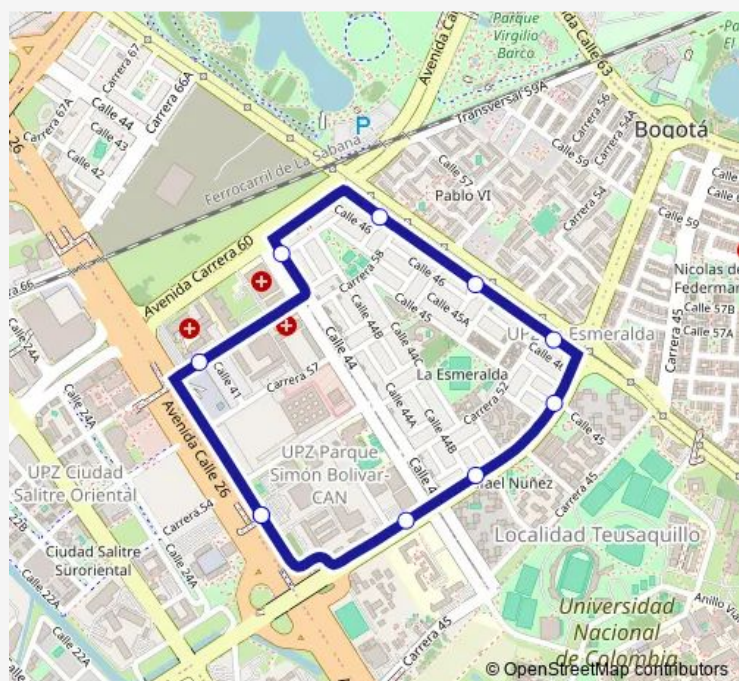 Parque
Virgilio
Barco
Avenida Calle 63
Carrera 67
Carrera 66A
Carrera 67A
Calle 44
Calle 43
Calle 42
26
P
Transversal 59A
Carrera 56
Carrera 54A
Calle 59
Bogotá
Ferrocarril de La Sabana
Calle 57
Pablo VI
Carrera 54
Calle 58
Calle 59
Avenida Carrera 60
Calle 46
Carrera 58
Calle 46
Nicolas de
Federman
Carrera 45
Calle 57B
Calle 57A
Calle 45
Calle 45A
Esmeralda
Calle 44B
Calle 44C
Calle 44
La Esmeralda
Carrera 57
Calle 41
Carrera 52
Calle 24A
Calle 24A
Avenida Calle 26
Calle 44A
Calle 44B
Calle 45
UPZ Ciudad
Salitre Oriental
UPZ Parque
Simón Bolivar-
CAN
Carrera 45
Carrera 54
Localidad Teusaquillo
Ciudad Salitre
Suroriental
Calle 24A
Calle 22A
Calle 22A
Carrera 45
Universidad
Nacional
de Colombia
© OpenStreetMap contributors